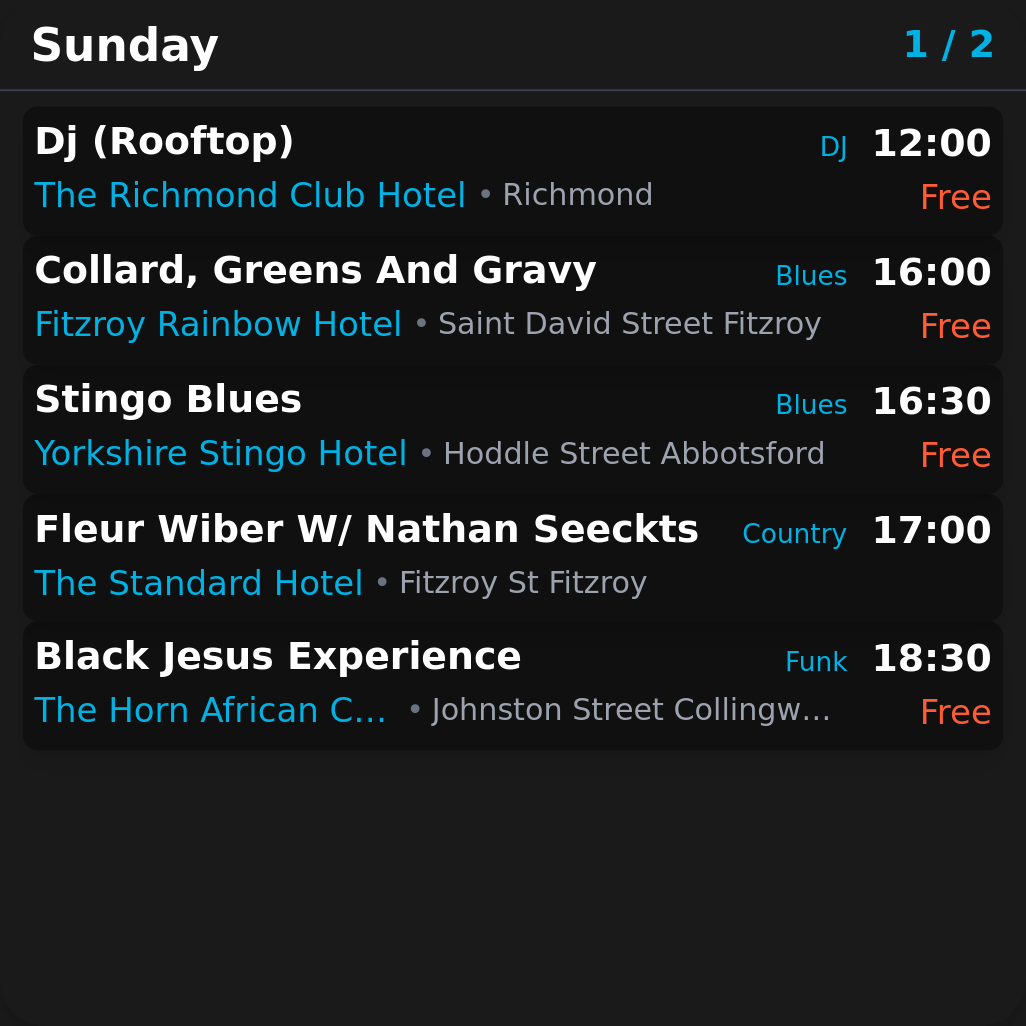 Sunday 1 / 2
Dj (Rooftop) DJ 12:00
The Richmond Club Hotel • Richmond Free
Collard, Greens And Gravy Blues 16:00
Fitzroy Rainbow Hotel • Saint David Street Fitzroy Free
Stingo Blues Blues 16:30
Yorkshire Stingo Hotel • Hoddle Street Abbotsford Free
Fleur Wiber W/ Nathan Seeckts Country 17:00
The Standard Hotel • Fitzroy St Fitzroy
Black Jesus Experience Funk 18:30
The Horn African C... • Johnston Street Collingw... Free